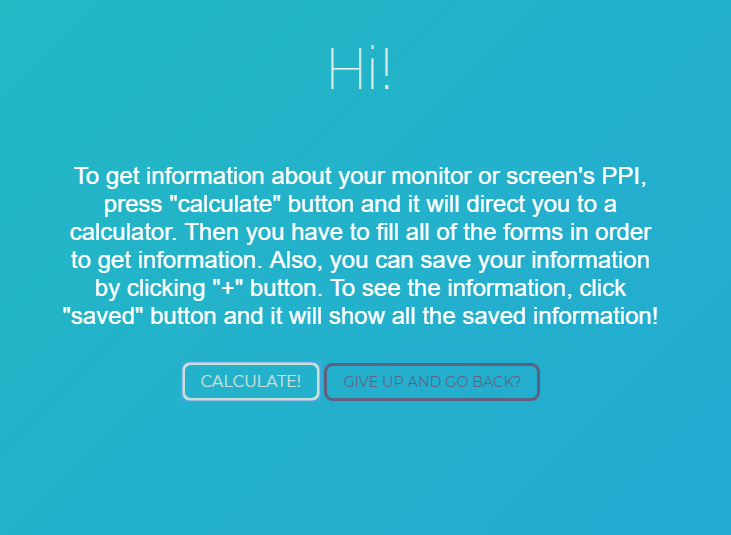 Hi!
To get information about your monitor or screen's PPI,
press "calculate" button and it will direct you to a
calculator. Then you have to fill all of the forms in order
to get information. Also, you can save your information
by clicking "+" button. To see the information, click
"saved" button and it will show all the saved information!
CALCULATE! GIVE UP AND GO BACK?